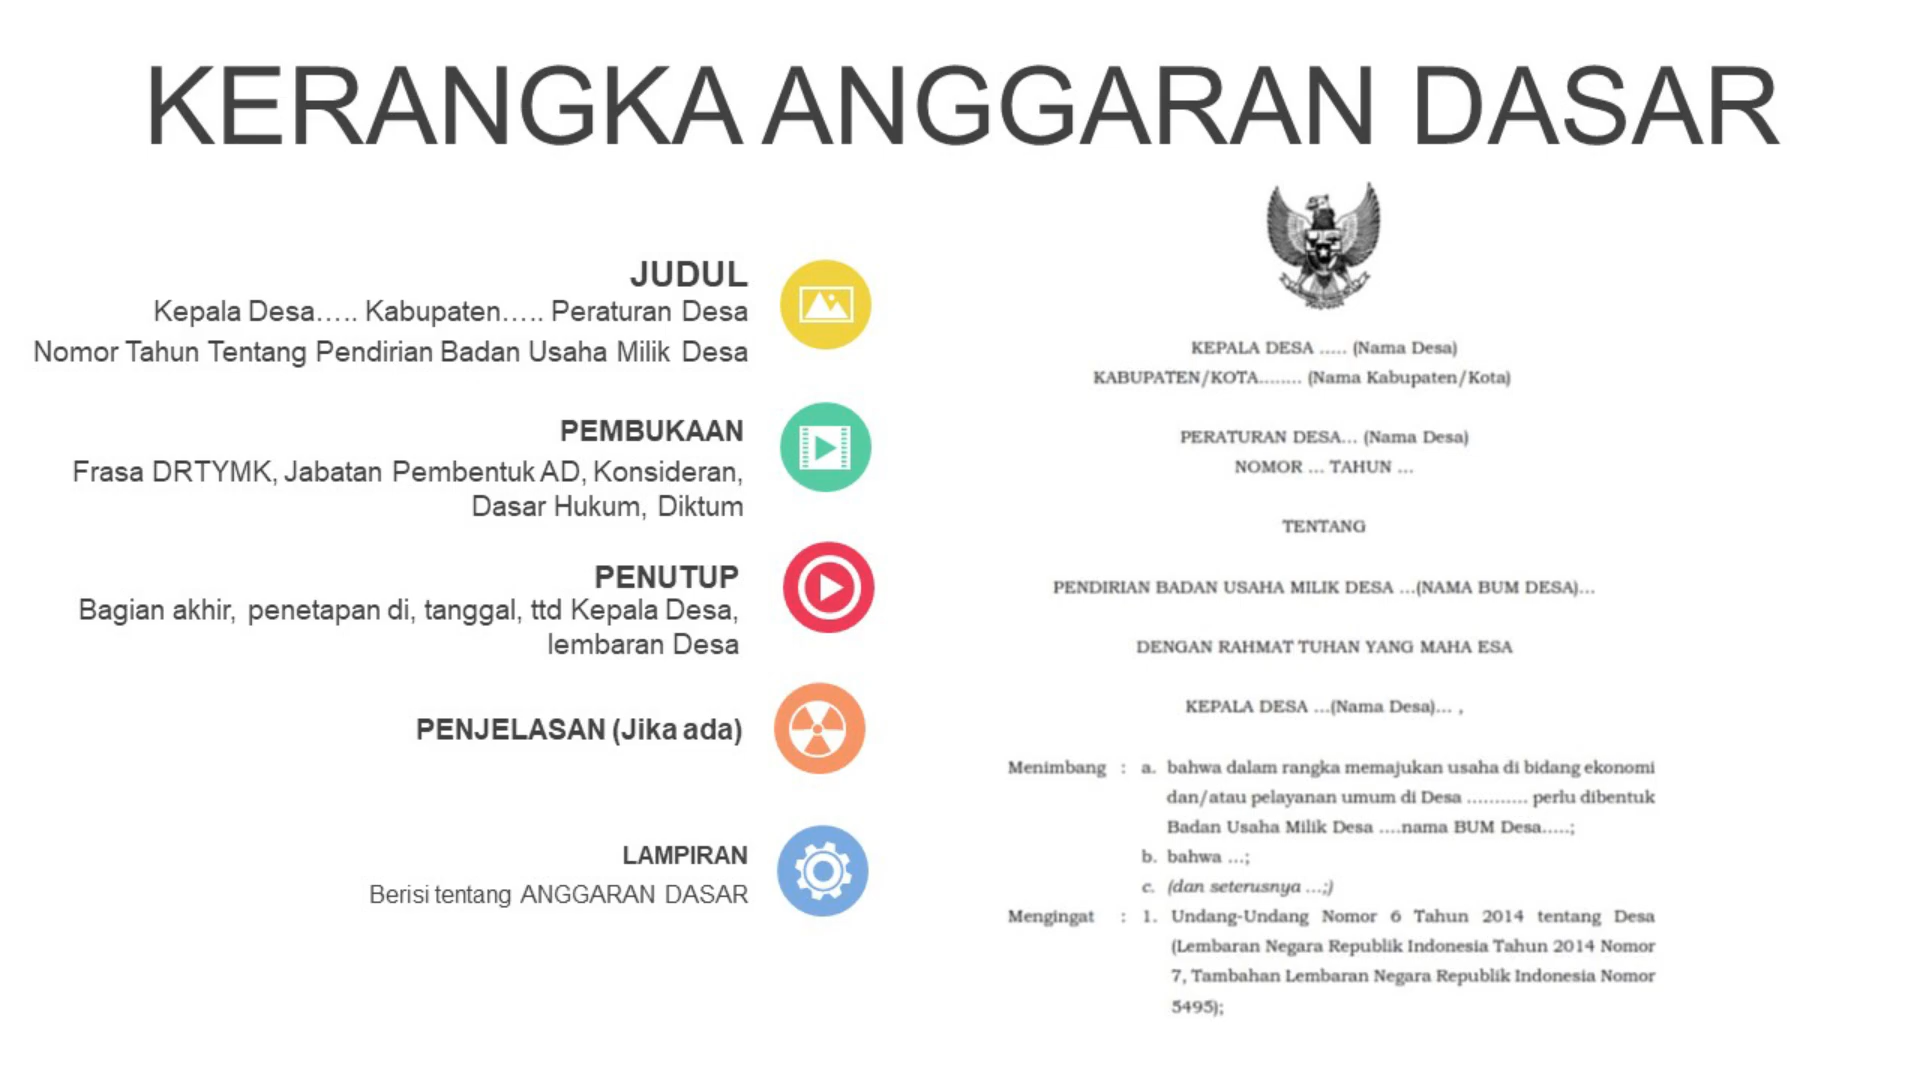 KERANGKA ANGGARAN DASAR
JUDUL
Kepala Desa….. Kabupaten….. Peraturan Desa
Nomor Tahun Tentang Pendirian Badan Usaha Milik Desa
PEMBUKAAN
Frasa DRTYMK, Jabatan Pembentuk AD, Konsideran,
Dasar Hukum, Diktum
PENUTUP
Bagian akhir, penetapan di, tanggal, ttd Kepala Desa,
lembaran Desa
PENJELASAN (Jika ada)
LAMPIRAN
Berisi tentang ANGGARAN DASAR
KEPALA DESA ..... (Nama Desa)
KABUPATEN/KOTA........ (Nama Kabupaten/Kota)
PERATURAN DESA... (Nama Desa)
NOMOR ... TAHUN ...
TENTANG
PENDIRIAN BADAN USAHA MILIK DESA ...(NAMA BUM DESA)...
DENGAN RAHMAT TUHAN YANG MAHA ESA
KEPALA DESA ...(Nama Desa)... ,
Menimbang : a. bahwa dalam rangka memajukan usaha di bidang ekonomi
dan/atau pelayanan umum di Desa ........... perlu dibentuk
Badan Usaha Milik Desa ....nama BUM Desa.....;
b. bahwa ...;
c. (dan seterusnya ...;)
Mengingat : 1. Undang-Undang Nomor 6 Tahun 2014 tentang Desa
(Lembaran Negara Republik Indonesia Tahun 2014 Nomor
7, Tambahan Lembaran Negara Republik Indonesia Nomor
5495);